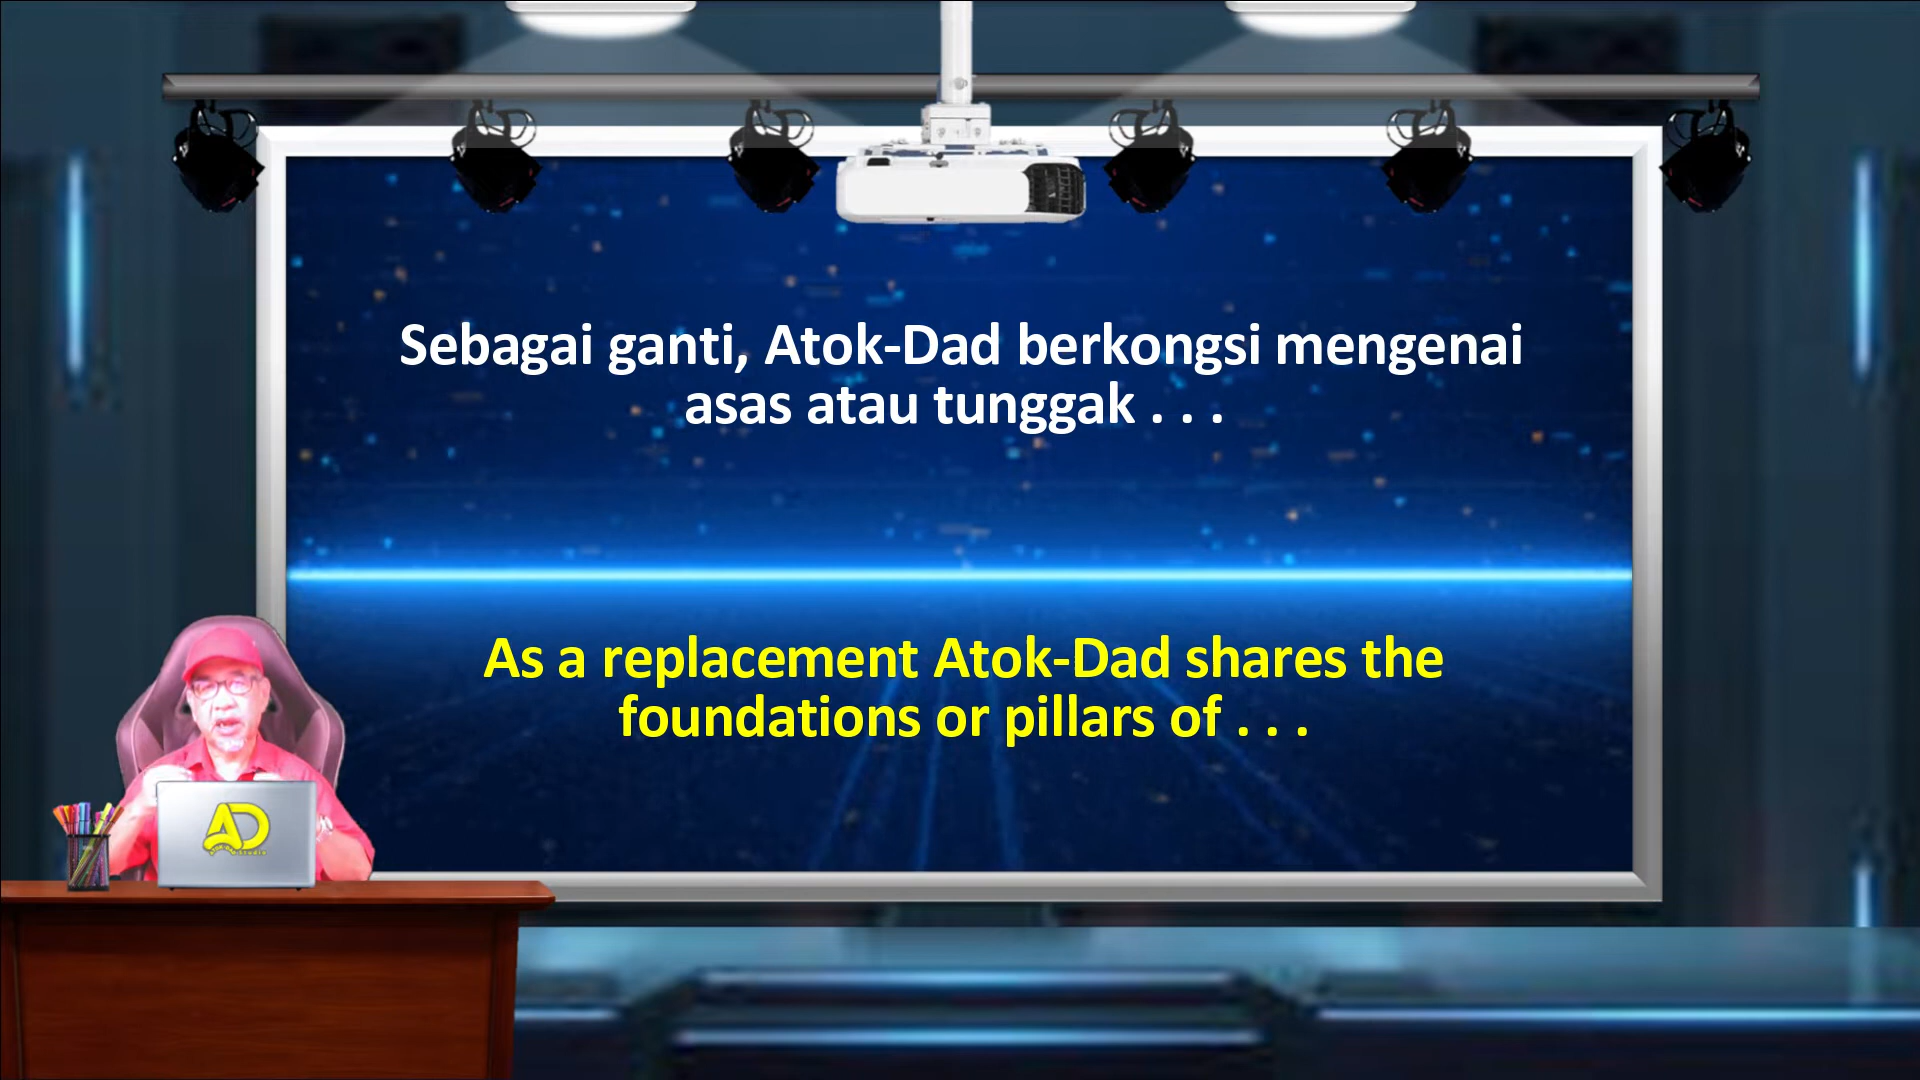 Sebagai ganti, Atok-Dad berkongsi mengenai
asas atau tunggak . . .
As a replacement Atok-Dad shares the
foundations or pillars of . . .
AD